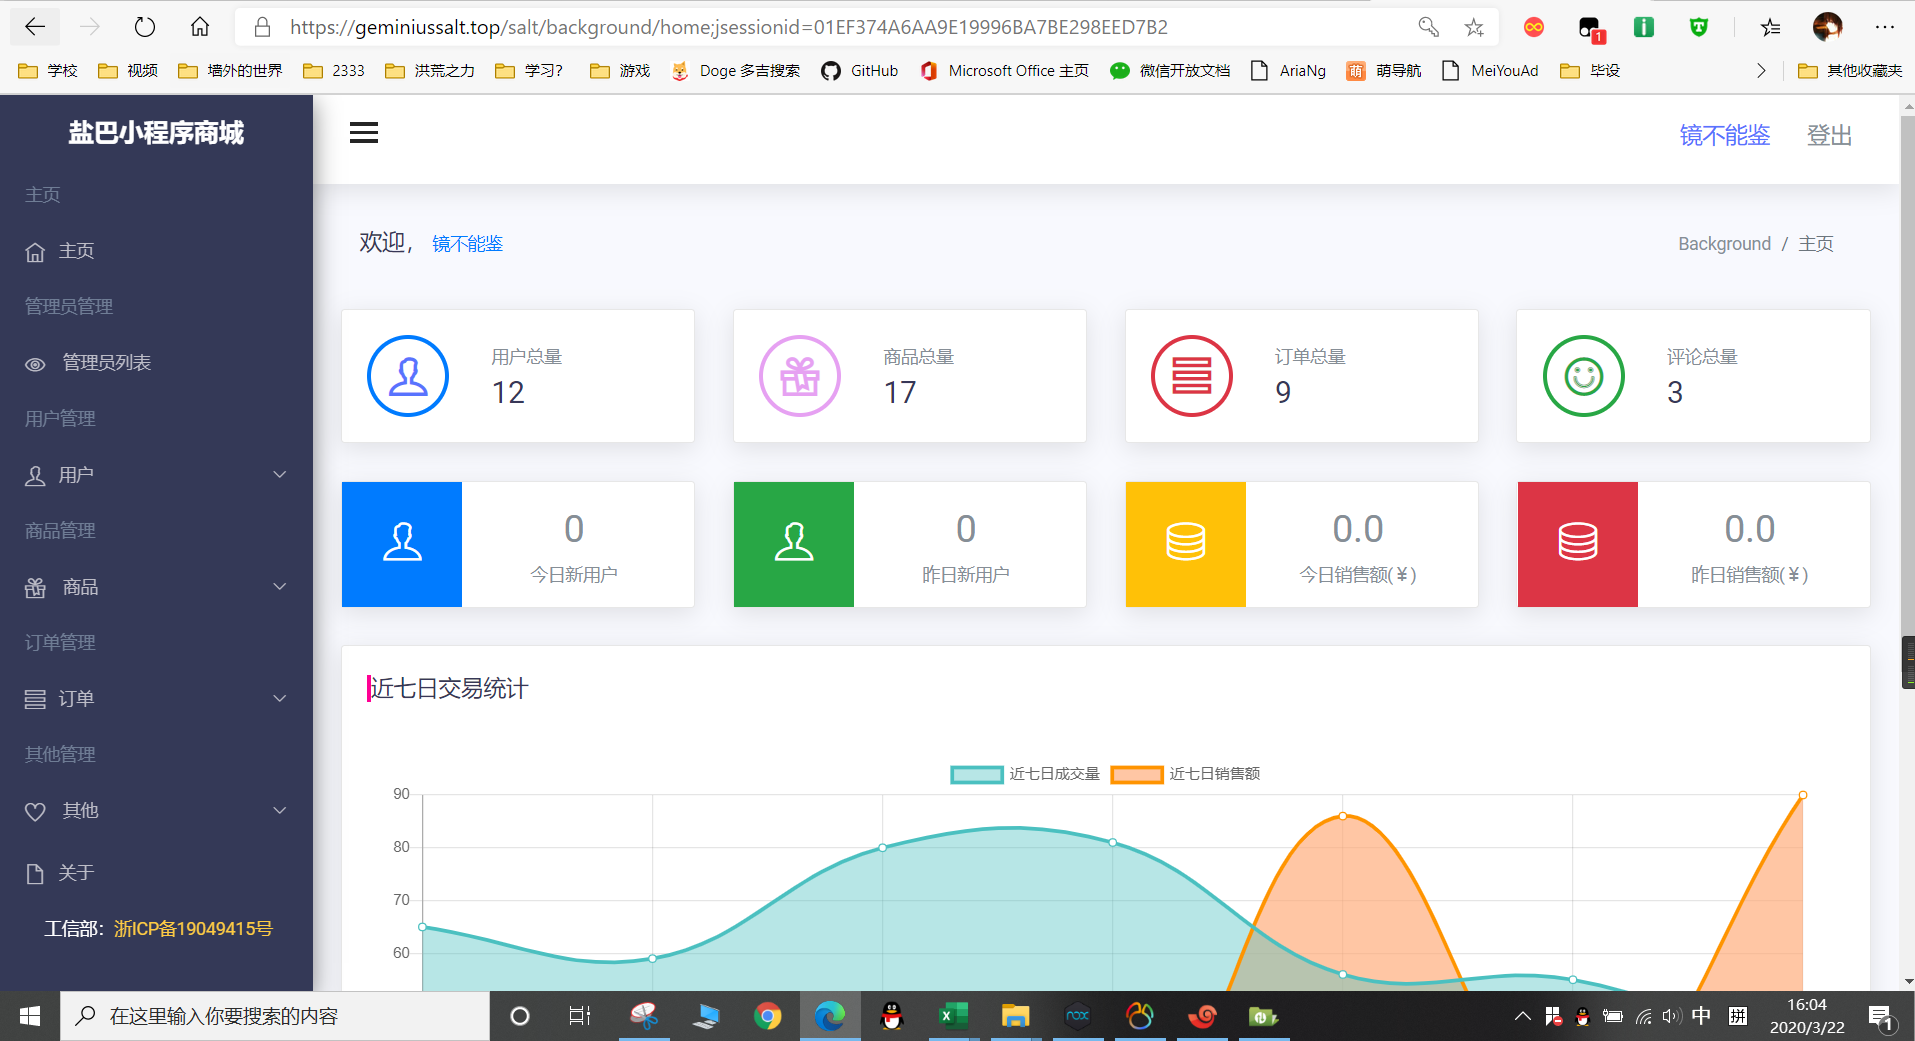 https://geminiussalt.top/salt/background/home;jsessionid=01EF374A6AA9E19996BA7BE298EED7B2
1
学校 视频 墙外的世界 2333 洪荒之力 学习? 游戏 Doge 多吉搜索 GitHub Microsoft Office 主页 微信开放文档 AriaNg 萌 萌导航 MeiYouAd 毕设 其他收藏夹
盐巴小程序商城
镜不能鉴 登出
主页
主页
管理员管理
管理员列表
用户管理
用户
商品管理
商品
订单管理
订单
其他管理
其他
关于
工信部：浙ICP备19049415号
欢迎， 镜不能鉴
Background / 主页
用户总量
12
商品总量
17
订单总量
9
评论总量
3
0
今日新用户
0
昨日新用户
0.0
今日销售额(¥)
0.0
昨日销售额(¥)
近七日交易统计
近七日成交量 近七日销售额
90
80
70
60
在这里输入你要搜索的内容
nox
中 拼
16:04
2020/3/22
1